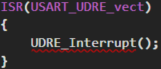 ISR(USART_UDRE_vect)
{
    UDRE_Interrupt();
}